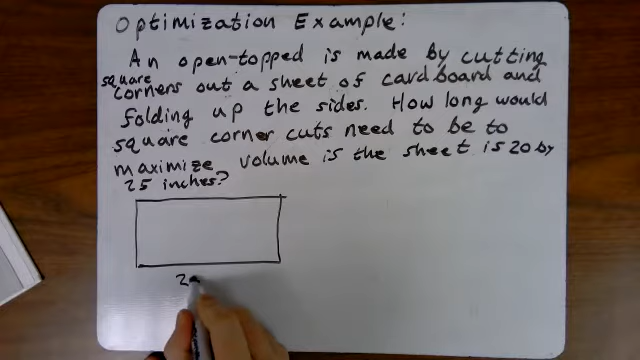 Optimization Example:
An open-topped is made by cutting
square
corners out a sheet of cardboard and
folding up the sides. How long would
square corner cuts need to be to
maximize volume is the sheet is 20 by
25 inches?
2